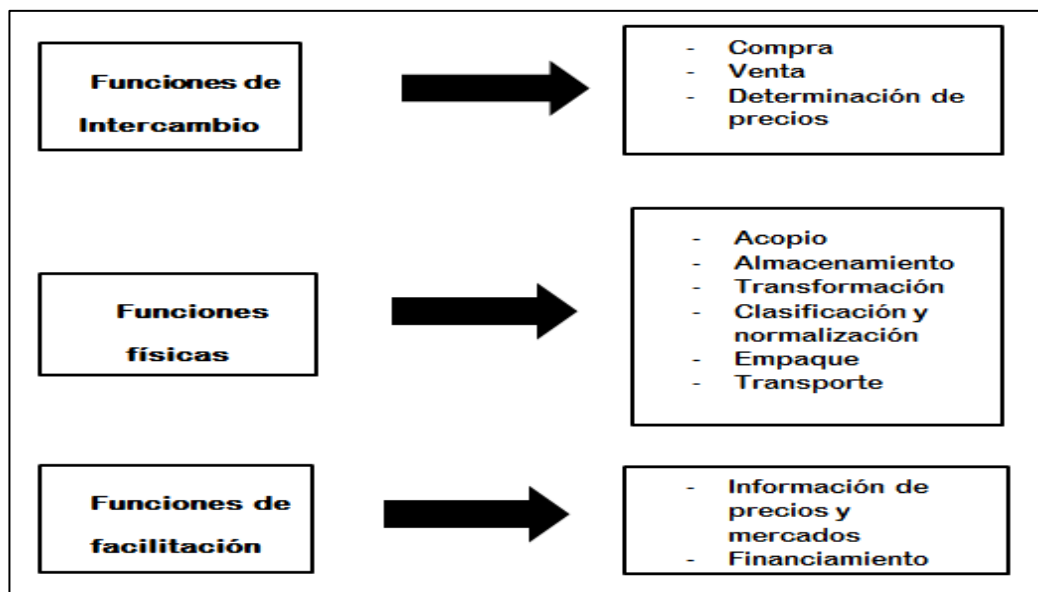 Funciones de
Intercambio
- Compra
- Venta
- Determinación de
precios
Funciones
físicas
- Acopio
- Almacenamiento
- Transformación
- Clasificación y
normalización
- Empaque
- Transporte
Funciones de
facilitación
- Información de
precios y
mercados
- Financiamiento